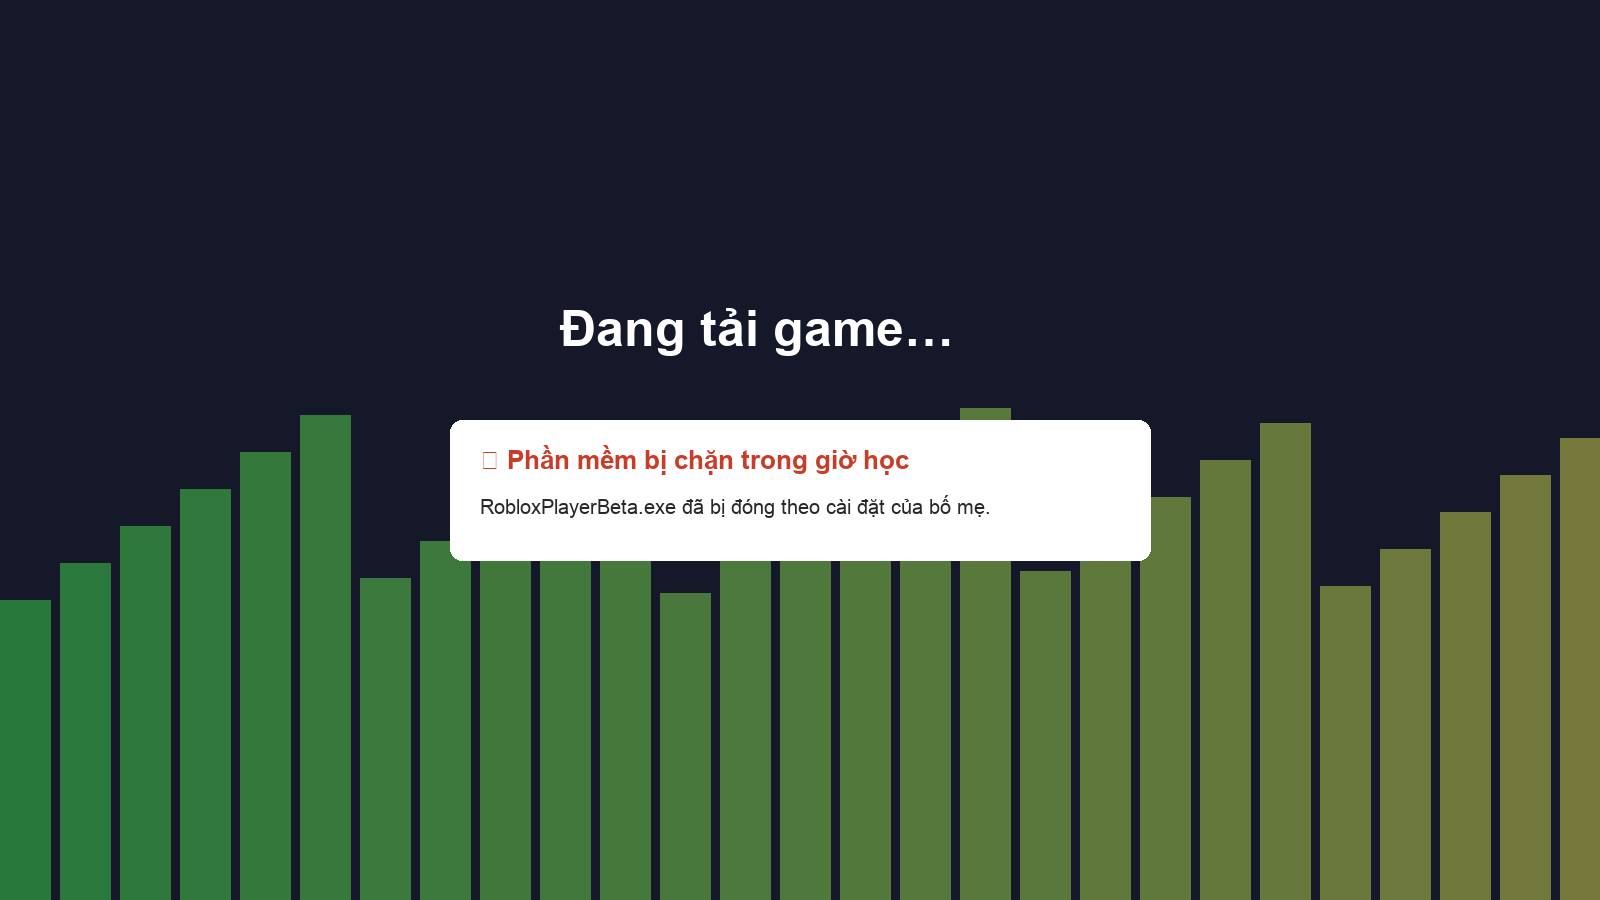 Đang tải game…
Phần mềm bị chặn trong giờ học
RobloxPlayerBeta.exe đã bị đóng theo cài đặt của bố mẹ.